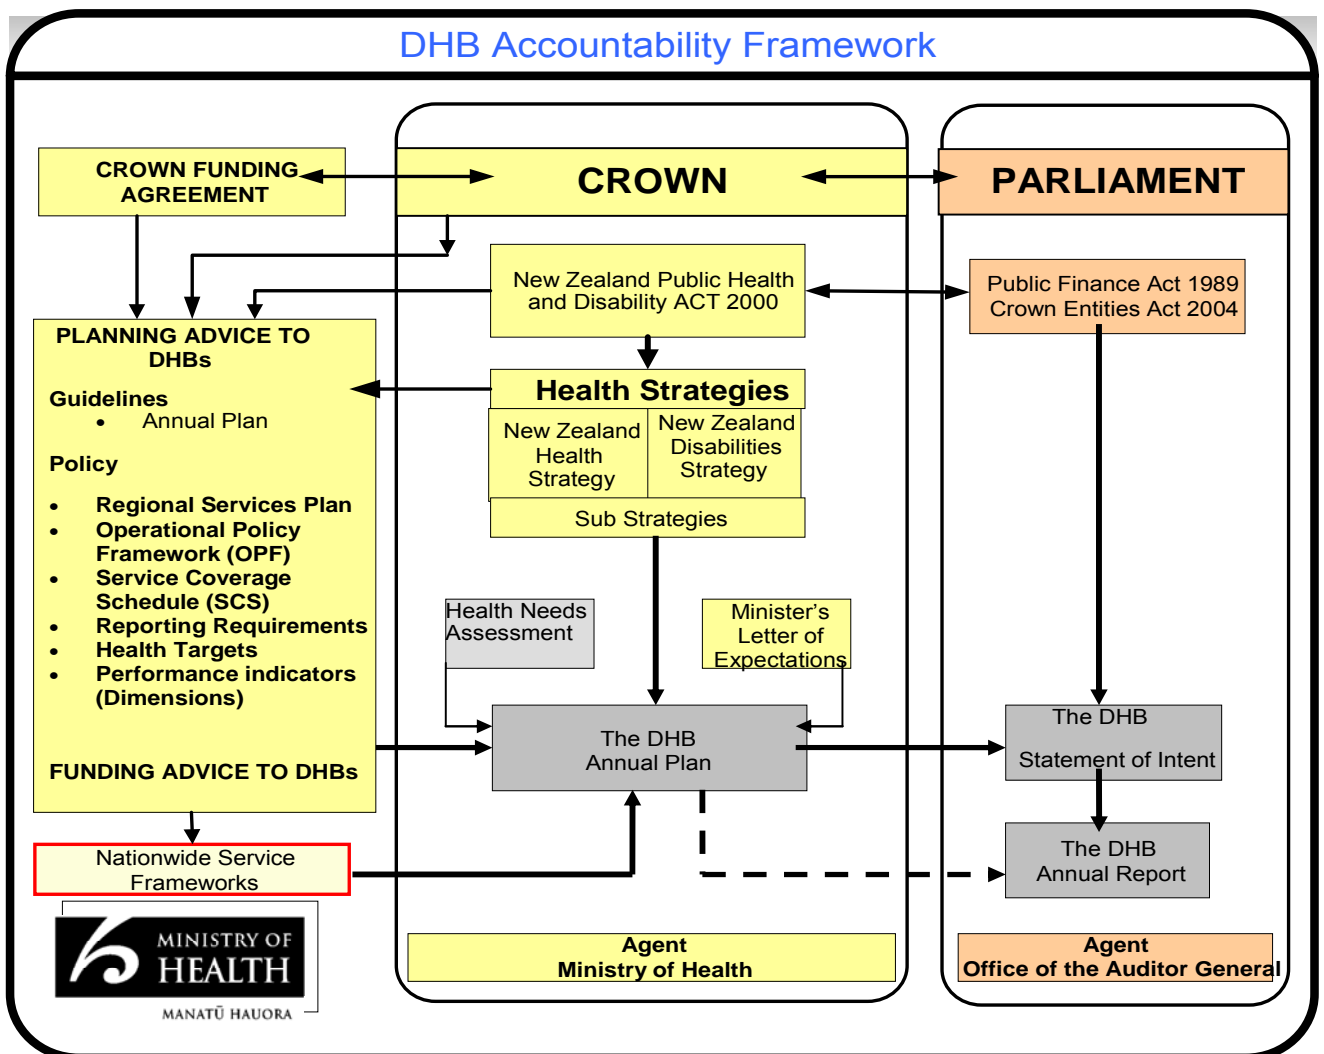 DHB Accountability Framework
CROWN FUNDING
AGREEMENT
CROWN
PARLIAMENT
New Zealand Public Health
and Disability ACT 2000
Public Finance Act 1989
Crown Entities Act 2004
PLANNING ADVICE TO
DHBs
Guidelines
• Annual Plan
Policy
• Regional Services Plan
• Operational Policy
Framework (OPF)
• Service Coverage
Schedule (SCS)
• Reporting Requirements
• Health Targets
• Performance indicators
(Dimensions)
FUNDING ADVICE TO DHBs
Health Strategies
New Zealand
Health
Strategy
New Zealand
Disabilities
Strategy
Sub Strategies
Health Needs
Assessment
Minister's
Letter of
Expectations
The DHB
Annual Plan
The DHB
Statement of Intent
The DHB
Annual Report
Nationwide Service
Frameworks
MINISTRY OF
HEALTH
MANATŪ HAUORA
Agent
Ministry of Health
Agent
Office of the Auditor General